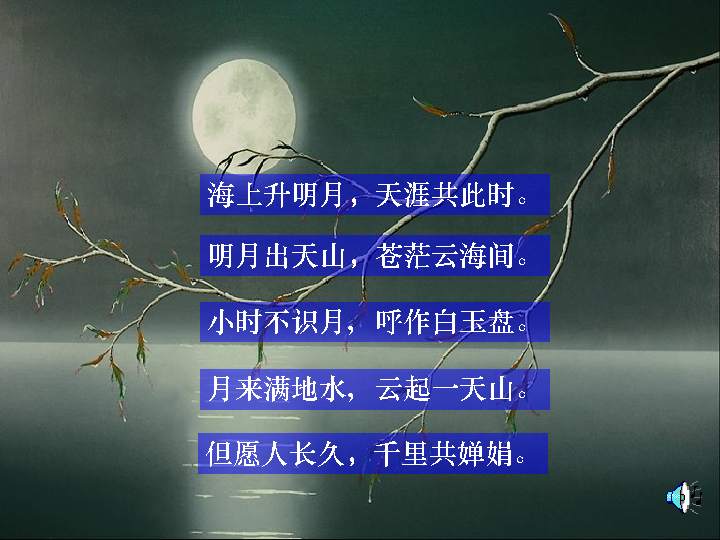 海上升明月，天涯共此时。
明月出天山，苍茫云海间。
小时不识月，呼作白玉盘。
月来满地水，云起一天山。
但愿人长久，千里共婵娟。